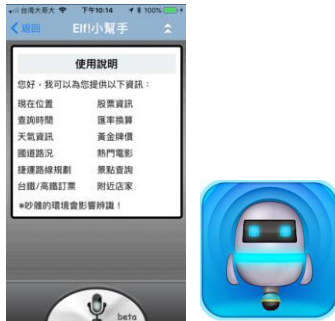 台灣大哥大 下午10:14 100%
返回 Elf!小幫手
使用說明
您好，我可以為您提供以下資訊：
現在位置 股票資訊
查詢時間 匯率換算
天氣資訊 黃金牌價
國道路況 熱門電影
捷運路線規劃 景點查詢
台鐵/高鐵訂票 附近店家
*吵雜的環境會影響辨識！
beta